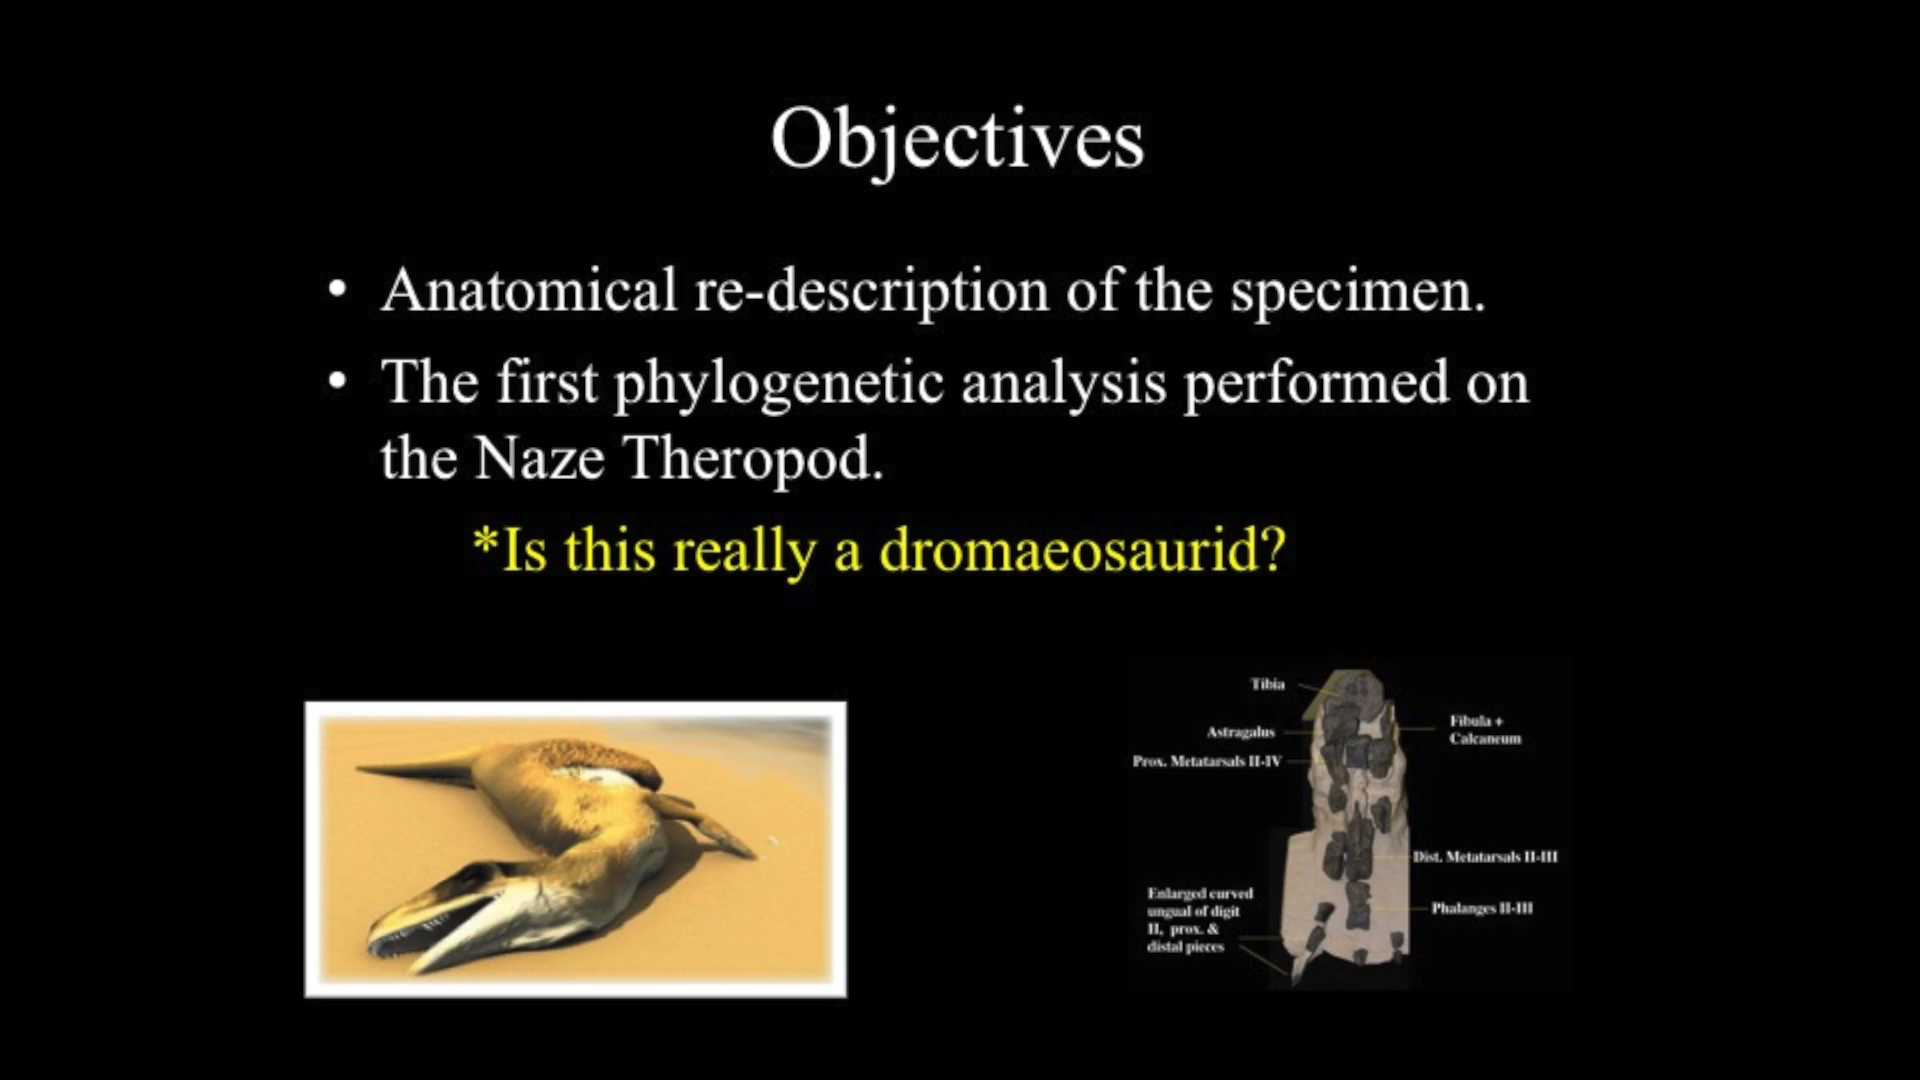 Objectives
• Anatomical re-description of the specimen.
• The first phylogenetic analysis performed on
the Naze Theropod.
*Is this really a dromaeosaurid?
Tibia
Astragalus
Prox. Metatarsals II-IV
Fibula +
Calcaneum
Dist. Metatarsals II-III
Phalanges II-III
Enlarged curved
ungual of digit
II, prox. &
distal pieces